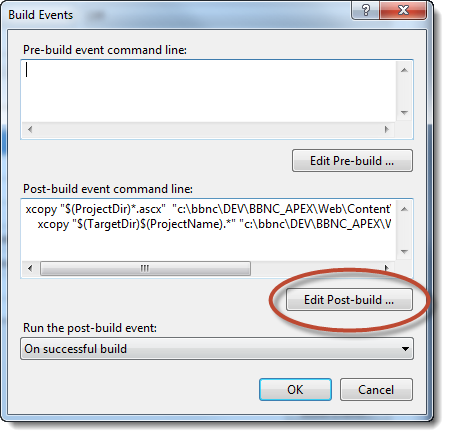 Build Events
Pre-build event command line:
Edit Pre-build ...
Post-build event command line:
xcopy "$(ProjectDir)*.ascx"  "c:\bbnc\DEV\BBNC_APEX\Web\Content\
xcopy "$(TargetDir)$(ProjectName).*" "c:\bbnc\DEV\BBNC_APEX\W
Edit Post-build ...
Run the post-build event:
On successful build
OK
Cancel